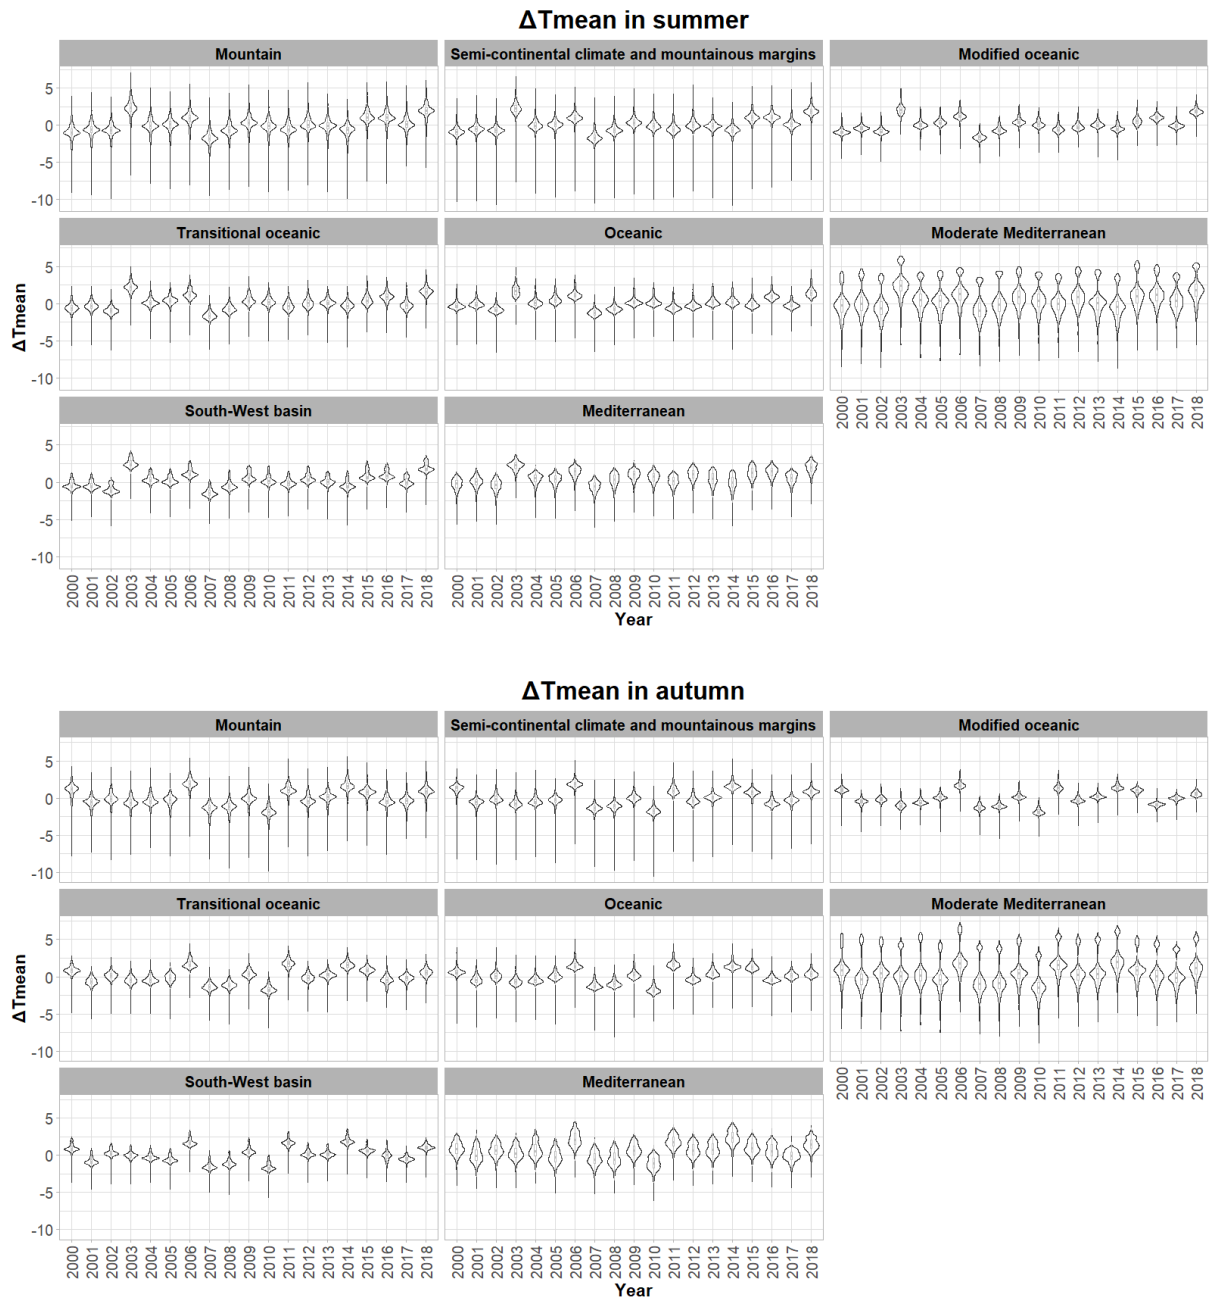 ΔTmean in summer
Mountain
Semi-continental climate and mountainous margins
Modified oceanic
5
0
-5
-10
Transitional oceanic
Oceanic
Moderate Mediterranean
5
0
-5
-10
ΔTmean
2000 2001 2002 2003 2004 2005 2006 2007 2008 2009 2010 2011 2012 2013 2014 2015 2016 2017 2018
South-West basin
Mediterranean
5
0
-5
-10
2000 2001 2002 2003 2004 2005 2006 2007 2008 2009 2010 2011 2012 2013 2014 2015 2016 2017 2018
2000 2001 2002 2003 2004 2005 2006 2007 2008 2009 2010 2011 2012 2013 2014 2015 2016 2017 2018
Year
ΔTmean in autumn
Mountain
Semi-continental climate and mountainous margins
Modified oceanic
5
0
-5
-10
Transitional oceanic
Oceanic
Moderate Mediterranean
5
0
-5
-10
ΔTmean
2000 2001 2002 2003 2004 2005 2006 2007 2008 2009 2010 2011 2012 2013 2014 2015 2016 2017 2018
South-West basin
Mediterranean
5
0
-5
-10
2000 2001 2002 2003 2004 2005 2006 2007 2008 2009 2010 2011 2012 2013 2014 2015 2016 2017 2018
2000 2001 2002 2003 2004 2005 2006 2007 2008 2009 2010 2011 2012 2013 2014 2015 2016 2017 2018
Year